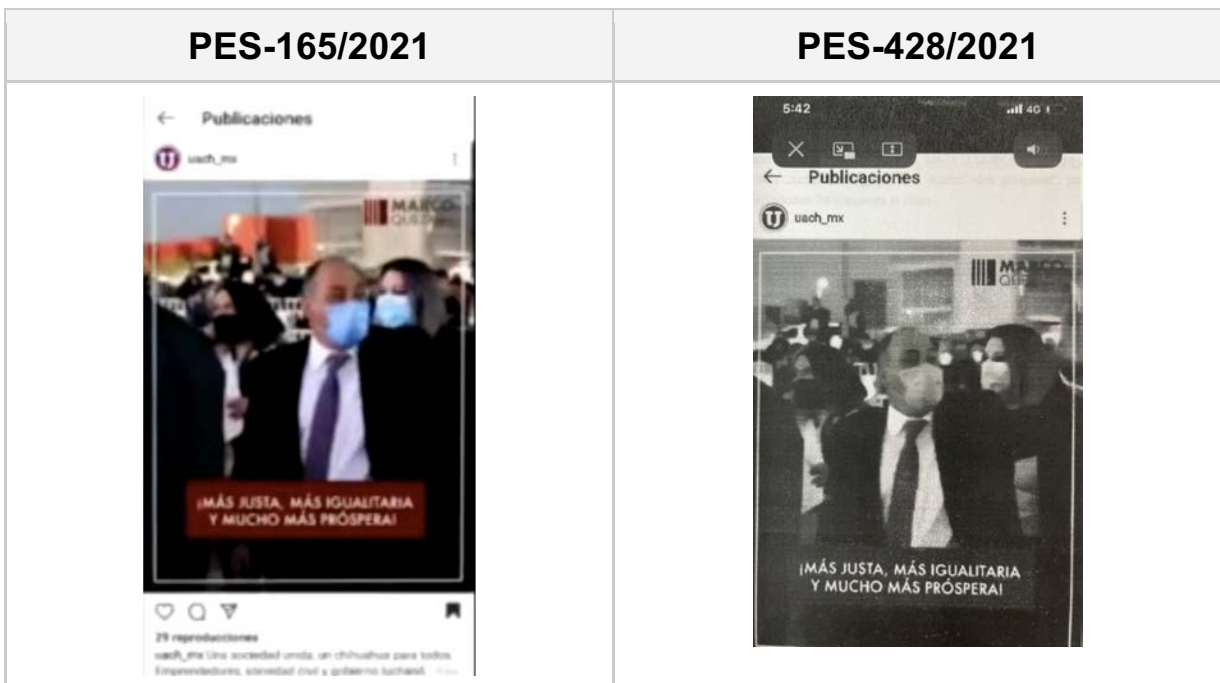 PES-165/2021
PES-428/2021
Publicaciones
uach_mx
MARCO
¡MÁS JUSTA, MÁS IGUALITARIA
Y MUCHO MÁS PRÓSPERA!
29 reproducciones
uach_mx Una sociedad unida, un chihuahua para todos.
Emprendedores, sociedad civil y gobierno luchand
5:42
4G
Publicaciones
uach_mx
MARCO
¡MÁS JUSTA, MÁS IGUALITARIA
Y MUCHO MÁS PRÓSPERA!